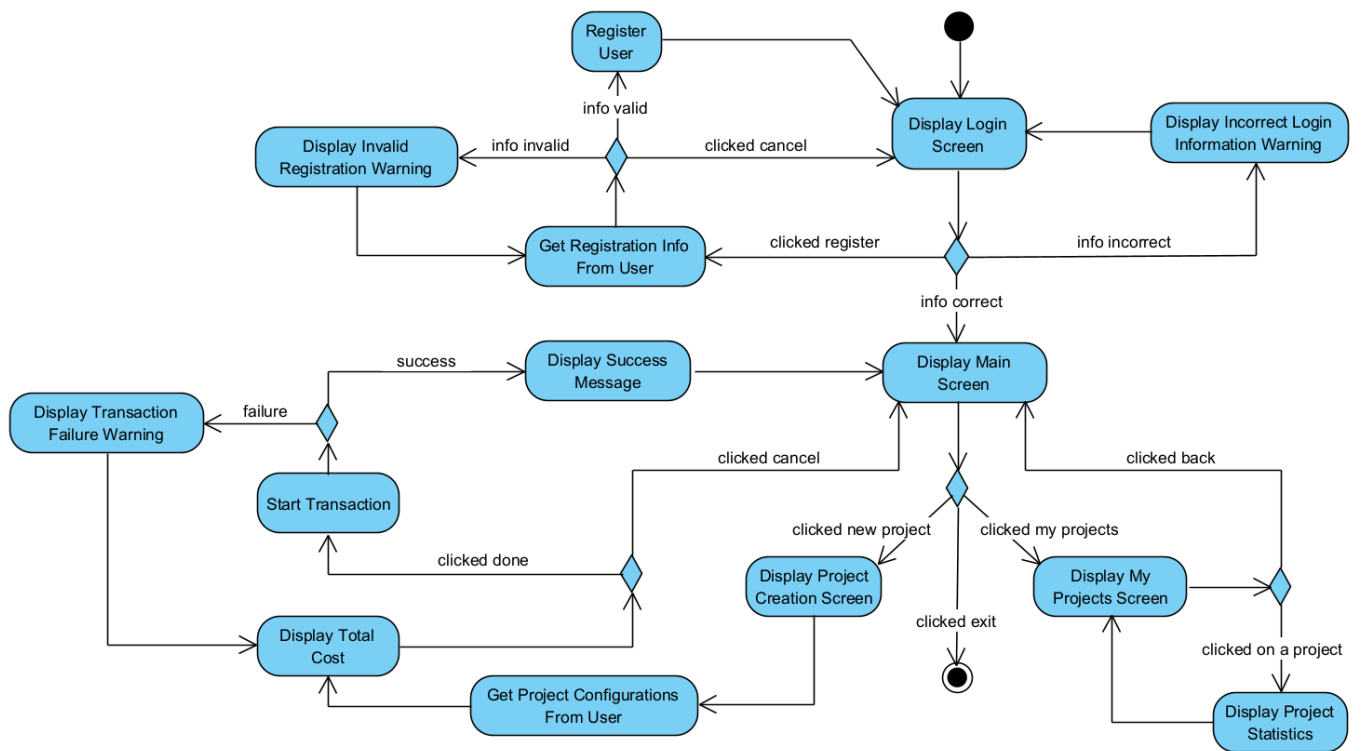 Register
User
info valid
Display Login
Screen
Display Incorrect Login
Information Warning
Display Invalid
Registration Warning
info invalid
clicked cancel
Get Registration Info
From User
clicked register
info incorrect
info correct
success
Display Success
Message
Display Main
Screen
Display Transaction
Failure Warning
failure
clicked cancel
clicked back
Start Transaction
clicked new project
clicked my projects
clicked done
Display Project
Creation Screen
Display My
Projects Screen
clicked exit
Display Total
Cost
clicked on a project
Get Project Configurations
From User
Display Project
Statistics